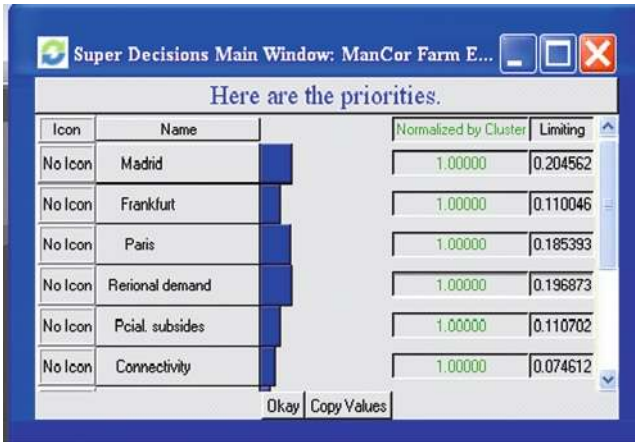 Super Decisions Main Window: ManCor Farm E...
Here are the priorities.
Icon Name Normalized by Cluster Limiting
No Icon Madrid 1.00000 0.204562
No Icon Frankfurt 1.00000 0.110046
No Icon Paris 1.00000 0.185393
No Icon Rerional demand 1.00000 0.196873
No Icon Pcial. subsides 1.00000 0.110702
No Icon Connectivity 1.00000 0.074612
Okay Copy Values